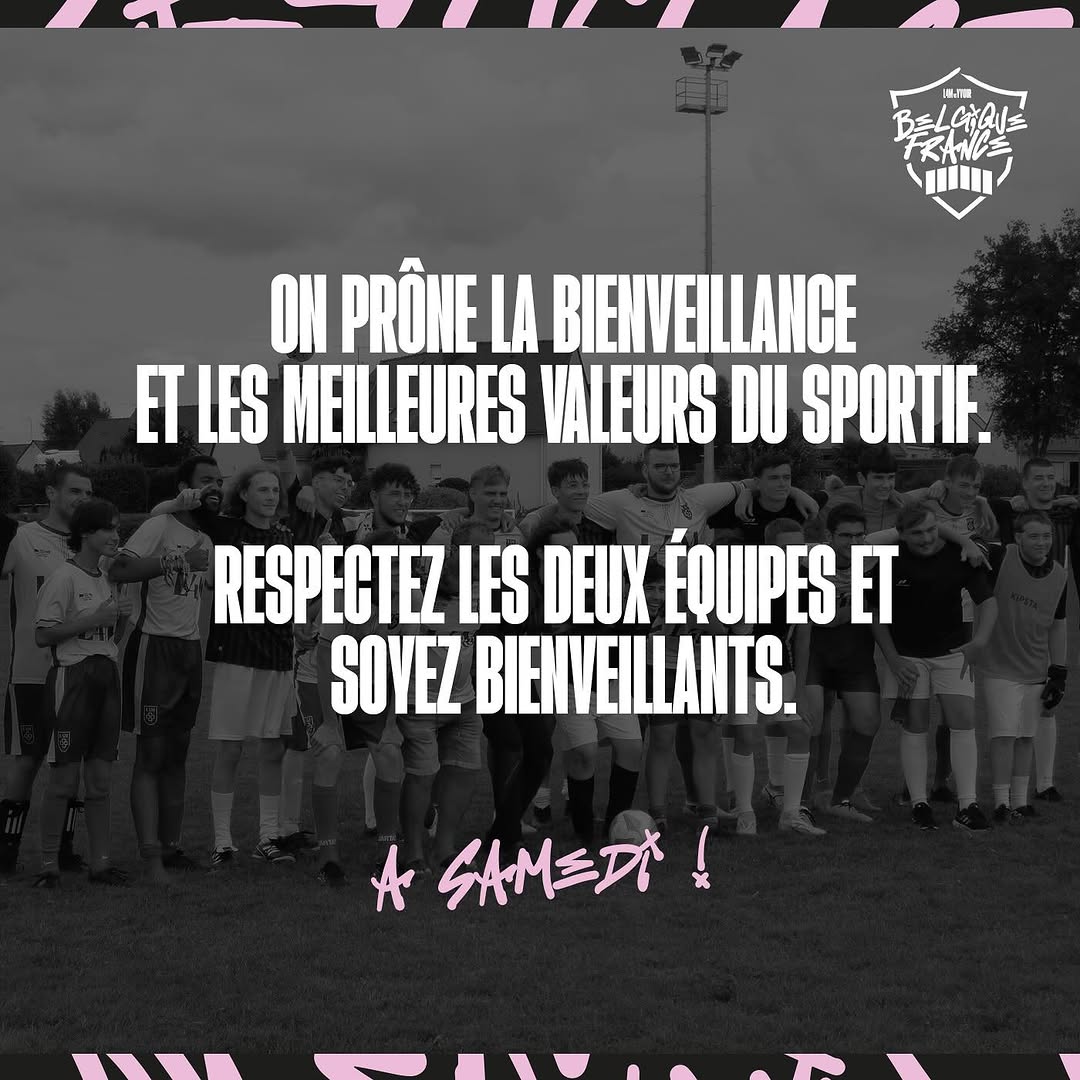 BELGIQUE
FRANCE
ON PRÔNE LA BIENVEILLANCE
ET LES MEILLEURES VALEURS DU SPORTIF.
RESPECTEZ LES DEUX ÉQUIPES ET
SOYEZ BIENVEILLANTS.
KIPSTA
A SAMEDI !